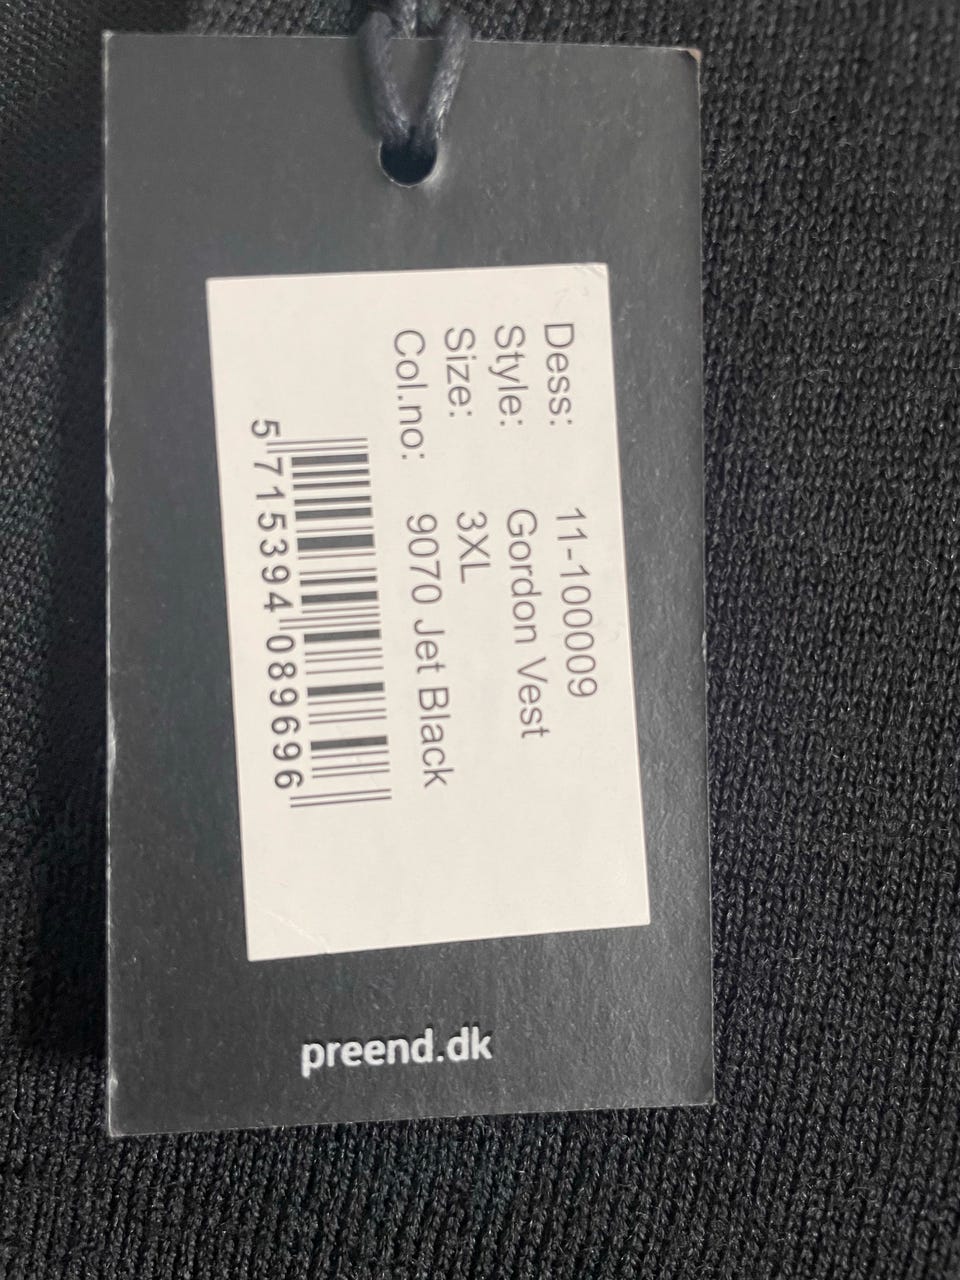 Dess: 11-100009
Style: Gordon Vest
Size: 3XL
Col.no: 9070 Jet Black
5 715394 089696
preend.dk